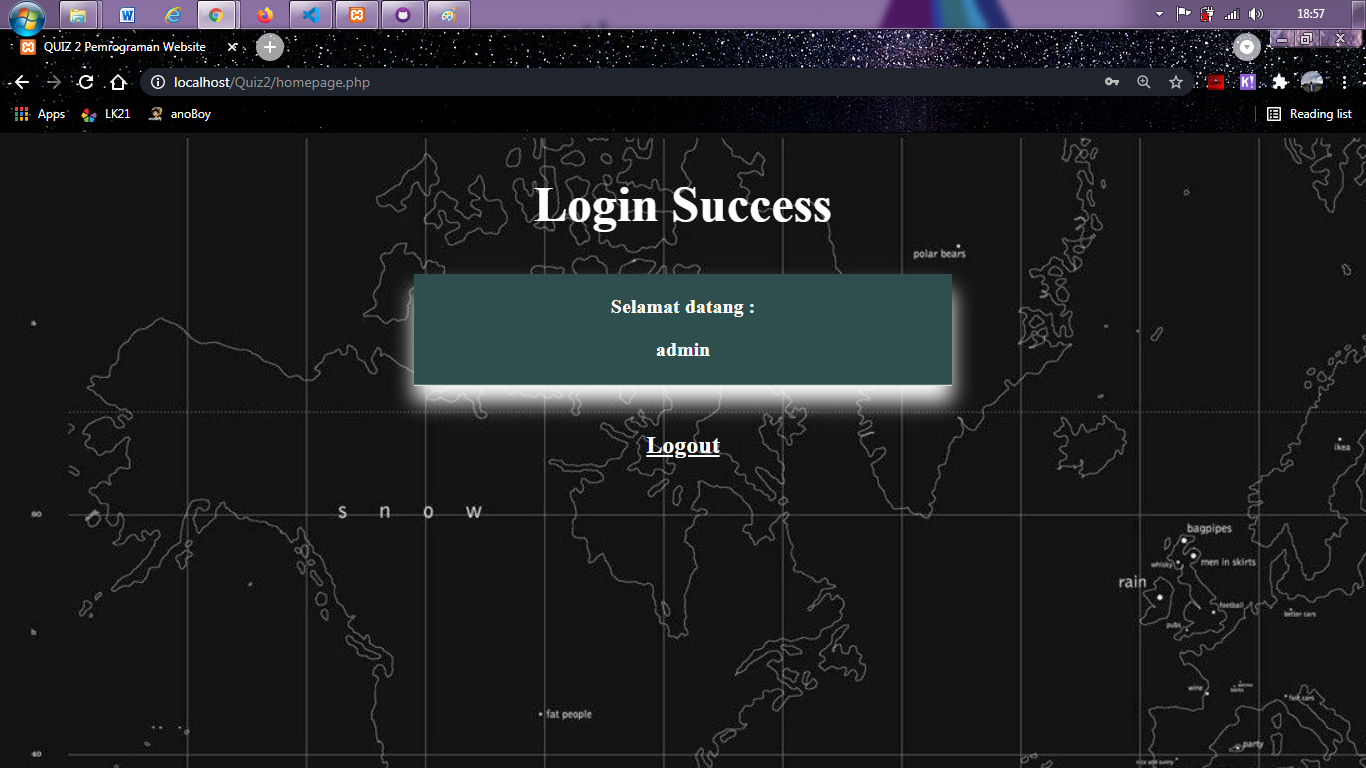 18:57
QUIZ 2 Pemrograman Website
localhost/Quiz2/homepage.php
Apps LK21 anoBoy Reading list
Login Success
polar bears
Selamat datang :
admin
Logout
ikea
snow
60
bagpipes
whisky men in skirts
rain
football
better cars
pubs
b
wine
fast cars
fat people
party
40